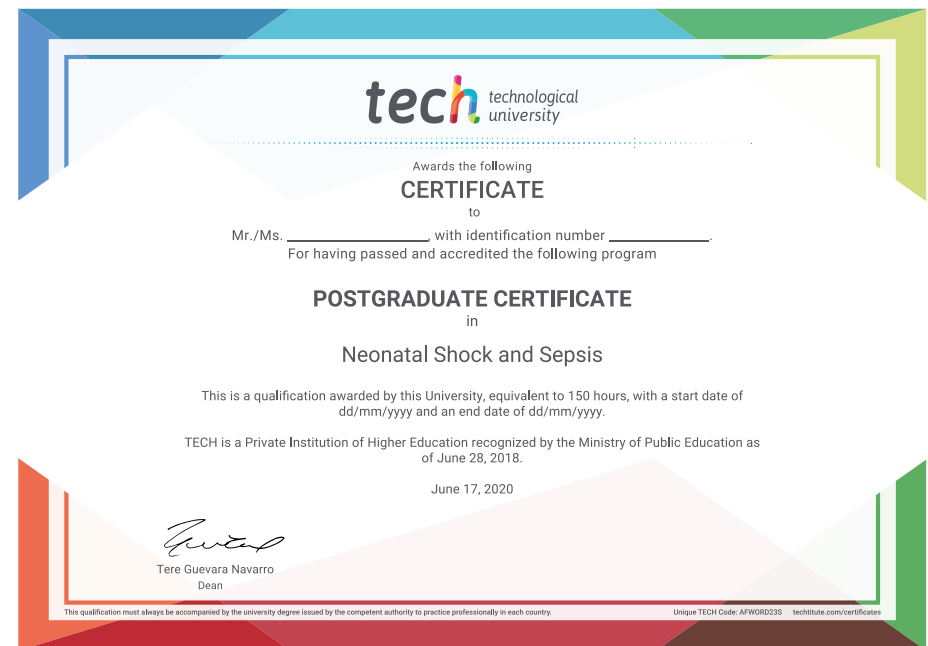 tech technological
university
Awards the following
CERTIFICATE
to
Mr./Ms. ____________________, with identification number ______________.
For having passed and accredited the following program
POSTGRADUATE CERTIFICATE
in
Neonatal Shock and Sepsis
This is a qualification awarded by this University, equivalent to 150 hours, with a start date of
dd/mm/yyyy and an end date of dd/mm/yyyy.
TECH is a Private Institution of Higher Education recognized by the Ministry of Public Education as
of June 28, 2018.
June 17, 2020
Tere Guevara Navarro
Dean
This qualification must always be accompanied by the university degree issued by the competent authority to practice professionally in each country.
Unique TECH Code: AFWORD23S techtitute.com/certificates